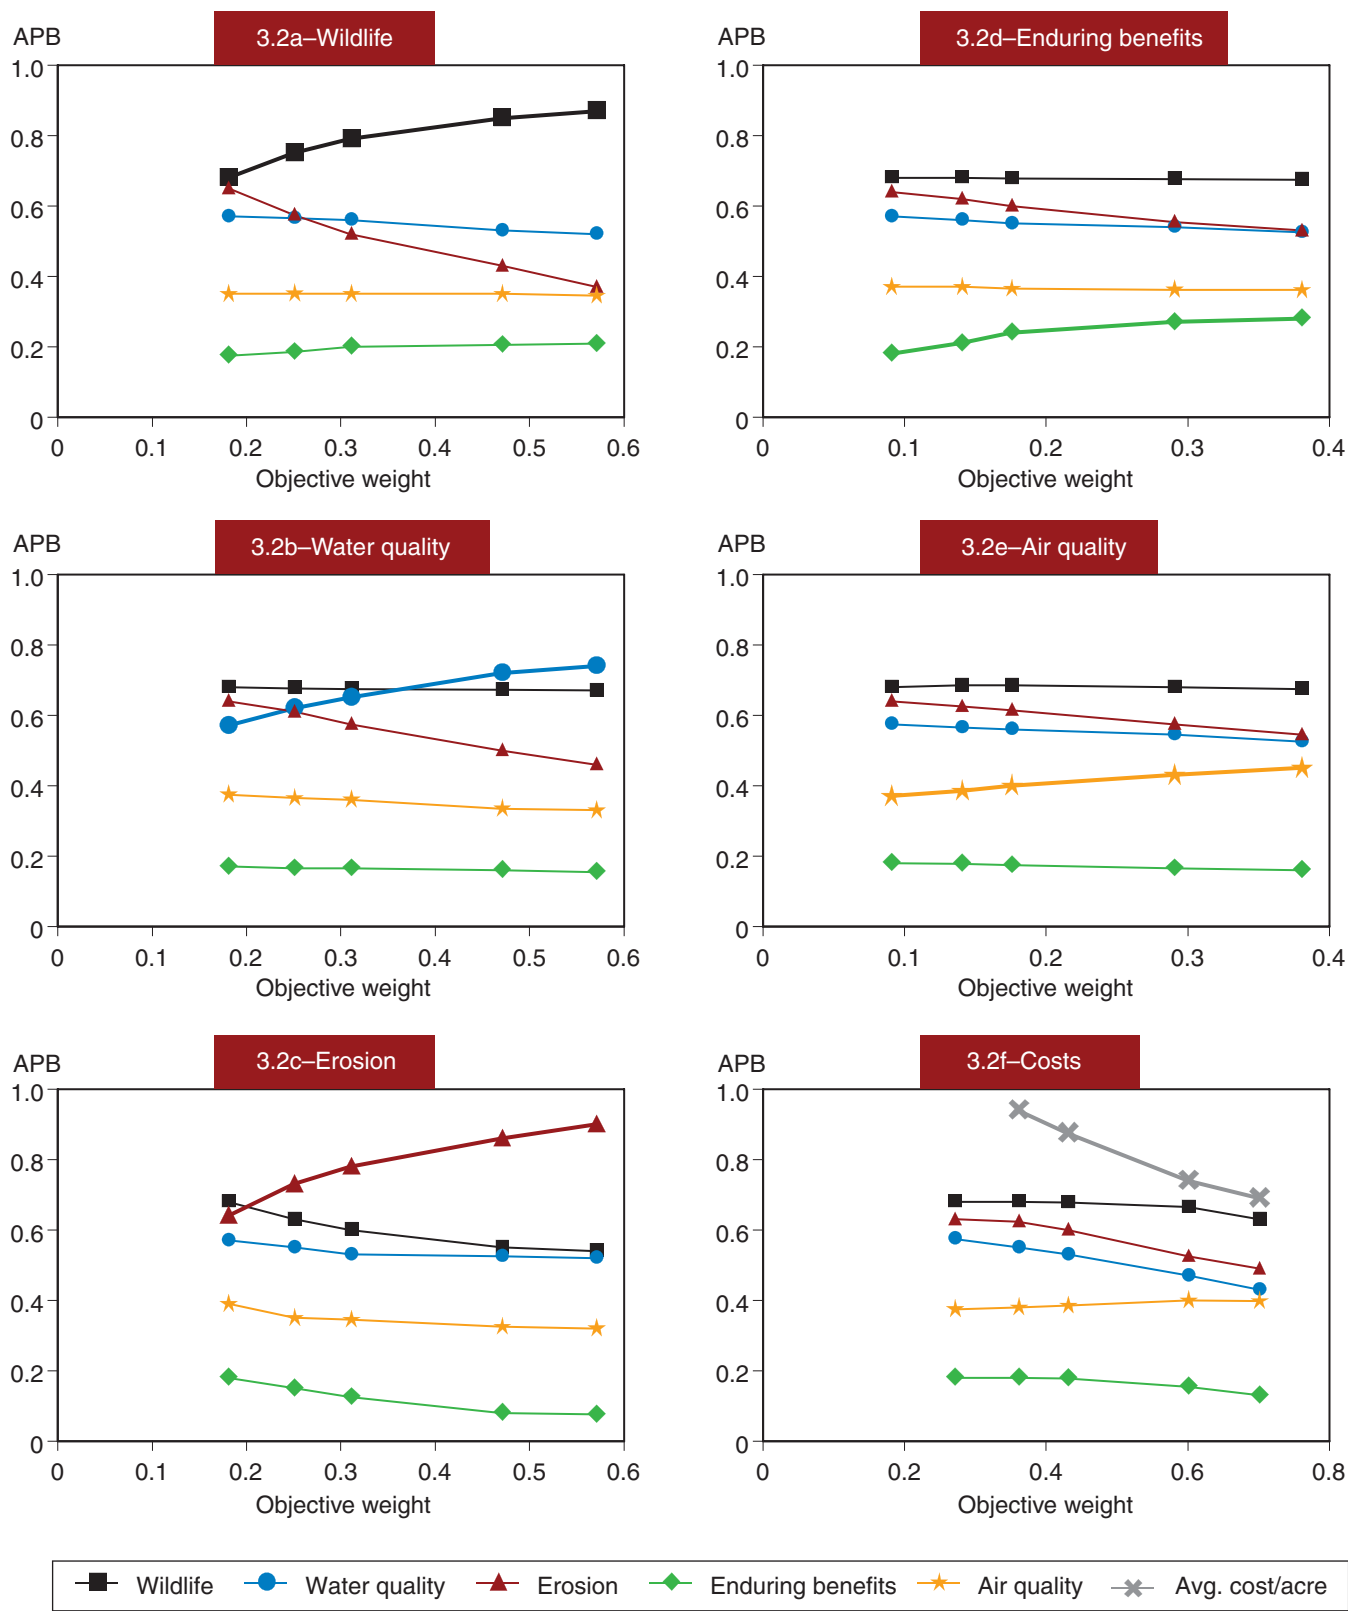 APB
3.2a–Wildlife
1.0
0.8
0.6
0.4
0.2
0
0 0.1 0.2 0.3 0.4 0.5 0.6
Objective weight
APB
3.2d–Enduring benefits
1.0
0.8
0.6
0.4
0.2
0
0 0.1 0.2 0.3 0.4
Objective weight
APB
3.2b–Water quality
1.0
0.8
0.6
0.4
0.2
0
0 0.1 0.2 0.3 0.4 0.5 0.6
Objective weight
APB
3.2e–Air quality
1.0
0.8
0.6
0.4
0.2
0
0 0.1 0.2 0.3 0.4
Objective weight
APB
3.2c–Erosion
1.0
0.8
0.6
0.4
0.2
0
0 0.1 0.2 0.3 0.4 0.5 0.6
Objective weight
APB
3.2f–Costs
1.0
0.8
0.6
0.4
0.2
0
0 0.2 0.4 0.6 0.8
Objective weight
Wildlife Water quality Erosion Enduring benefits Air quality Avg. cost/acre